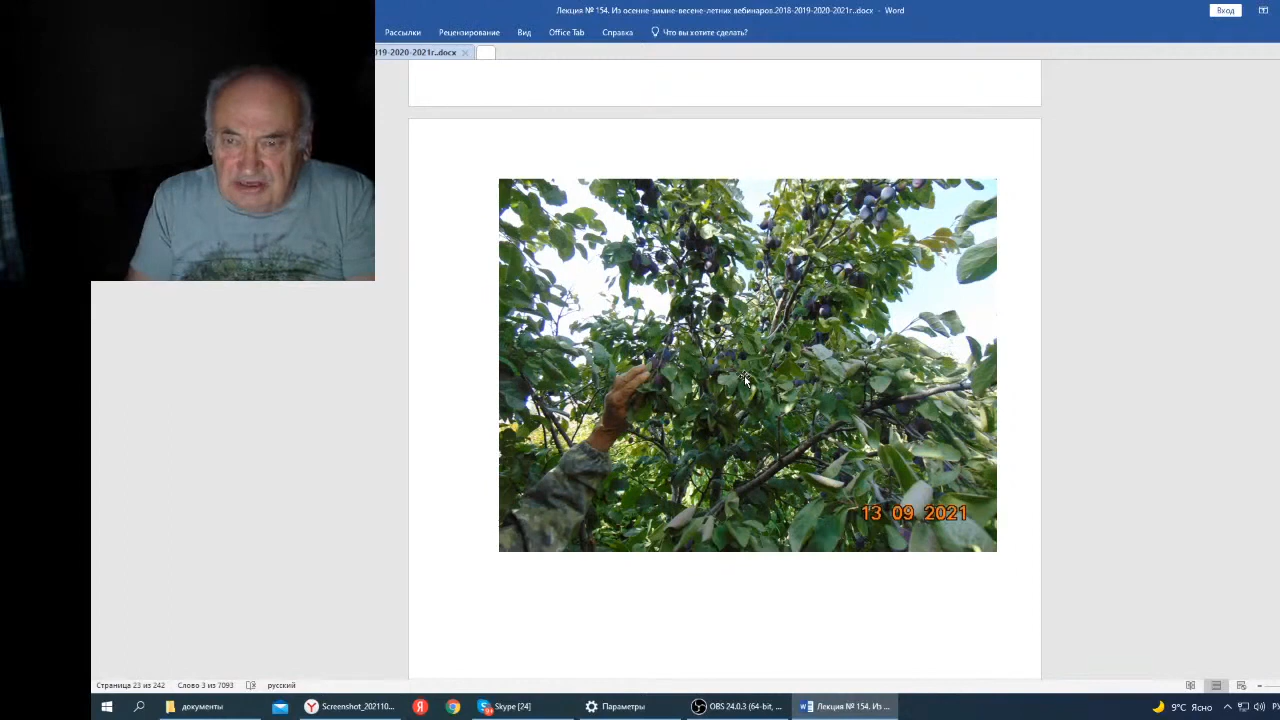 Лекция № 154. Из осенне-зимне-весене-летних вебинаров.2018-2019-2020-2021г..docx - Word
Вход
Рассылки Рецензирование Вид Office Tab Справка Что вы хотите сделать?
019-2020-2021г..docx
13 09 2021
Страница 23 из 242 Слово 3 из 7093 русский
документы Screenshot_202110... Skype [24] Параметры OBS 24.0.3 (64-bit, ... Лекция № 154. Из ... 9°C Ясно